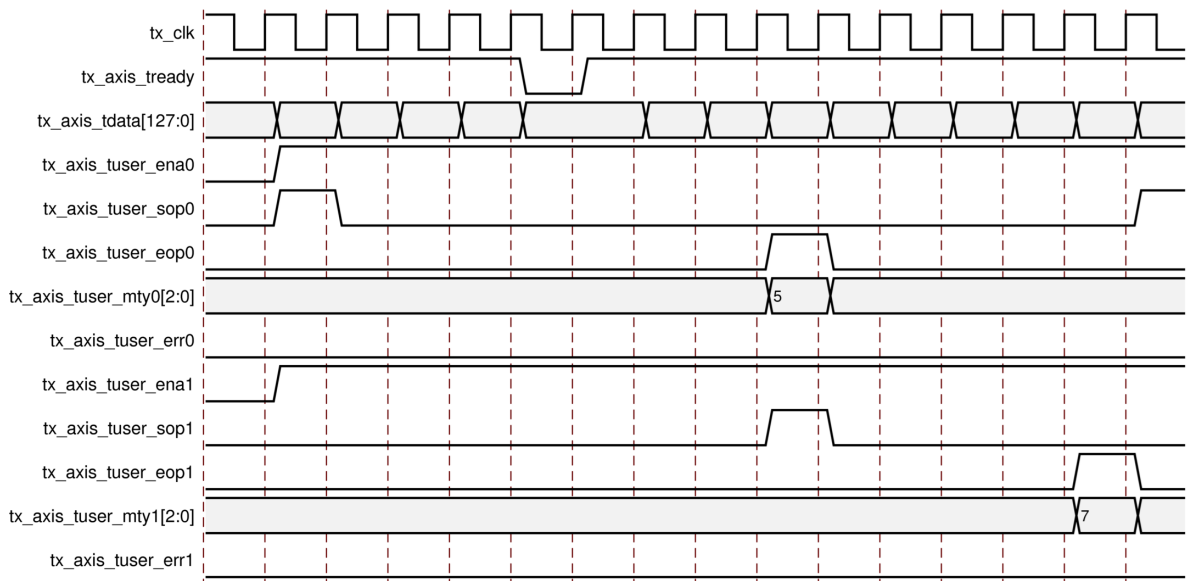 tx_clk
tx_axis_tready
tx_axis_tdata[127:0]
tx_axis_tuser_ena0
tx_axis_tuser_sop0
tx_axis_tuser_eop0
tx_axis_tuser_mty0[2:0] 5
tx_axis_tuser_err0
tx_axis_tuser_ena1
tx_axis_tuser_sop1
tx_axis_tuser_eop1
tx_axis_tuser_mty1[2:0] 7
tx_axis_tuser_err1